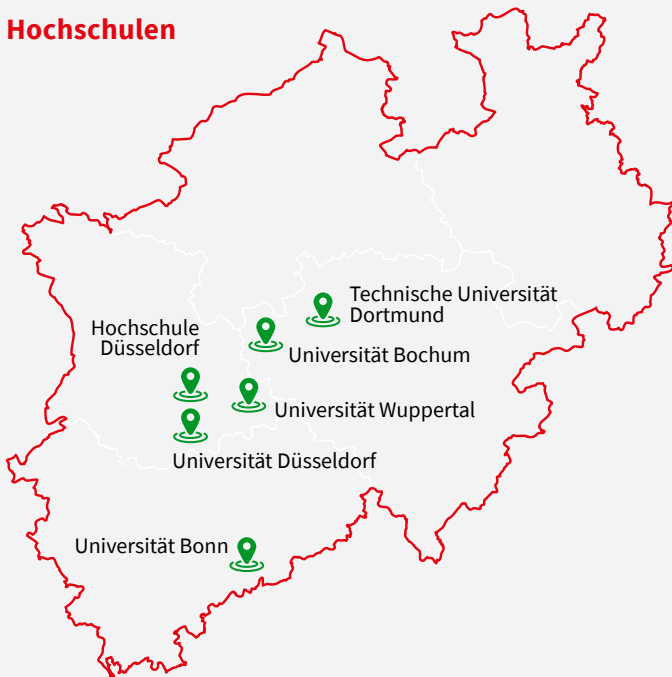 Hochschulen
Technische Universität
Dortmund
Hochschule
Düsseldorf
Universität Bochum
Universität Wuppertal
Universität Düsseldorf
Universität Bonn